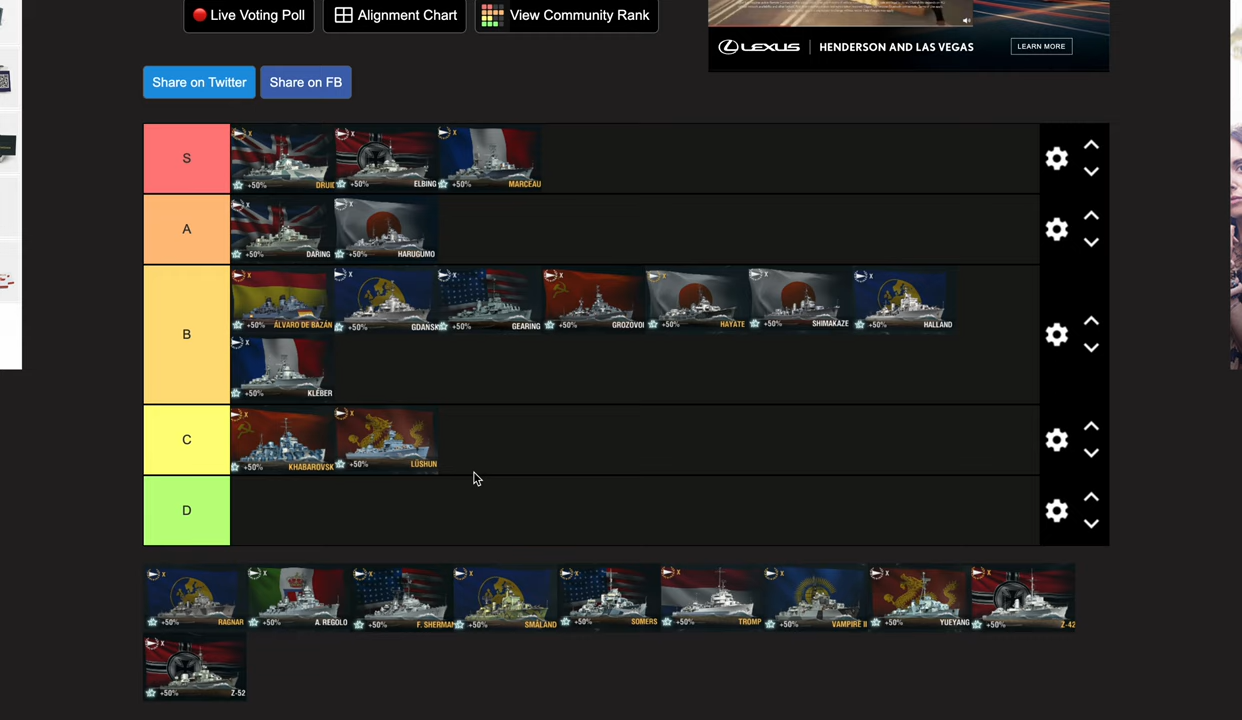 Live Voting Poll
Alignment Chart
View Community Rank
LEXUS | HENDERSON AND LAS VEGAS
LEARN MORE
Share on Twitter
Share on FB
S
X
+50%
DRUID
X
+50%
ELBING
X
+50%
MARCEAU
A
X
+50%
DARING
X
+50%
HARUGUMO
B
X
+50%
ÁLVARO DE BAZÁN
X
+50%
GDAŃSK
X
+50%
GEARING
X
+50%
GROZOVOI
X
+50%
HAYATE
X
+50%
SHIMAKAZE
X
+50%
HALLAND
X
+50%
KLÉBER
C
X
+50%
KHABAROVSK
X
+50%
LÜSHUN
D
X
+50%
RAGNAR
X
+50%
A. REGOLO
X
+50%
F. SHERMAN
X
+50%
SMÅLAND
X
+50%
SOMERS
X
+50%
TROMP
X
+50%
VAMPIRE II
X
+50%
YUEYANG
X
+50%
Z-42
X
+50%
Z-52